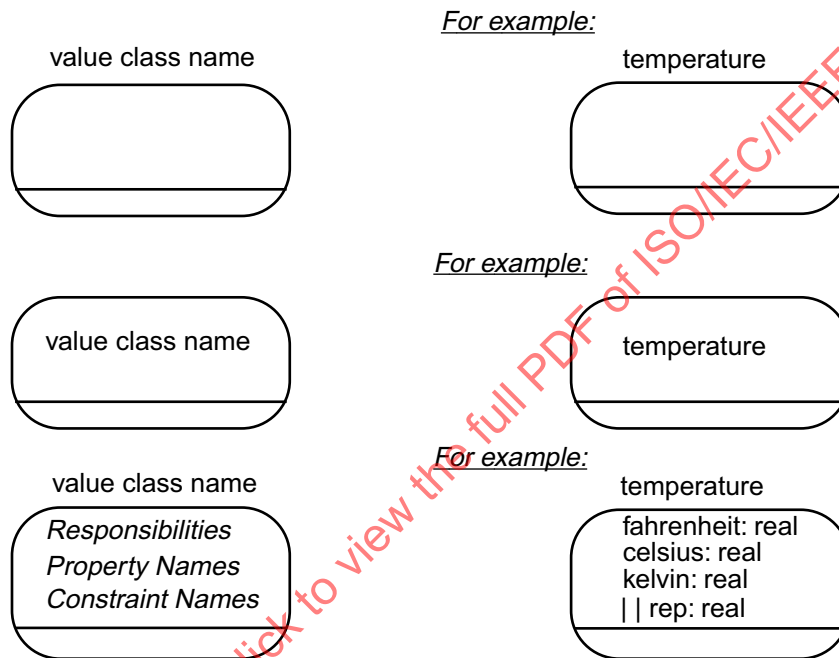 For example:
value class name
temperature
For example:
value class name
temperature
For example:
value class name
temperature
Responsibilities
Property Names
Constraint Names
fahrenheit: real
celsius: real
kelvin: real
| | rep: real
lick to view the full PDF of ISO/IEC/IEEE